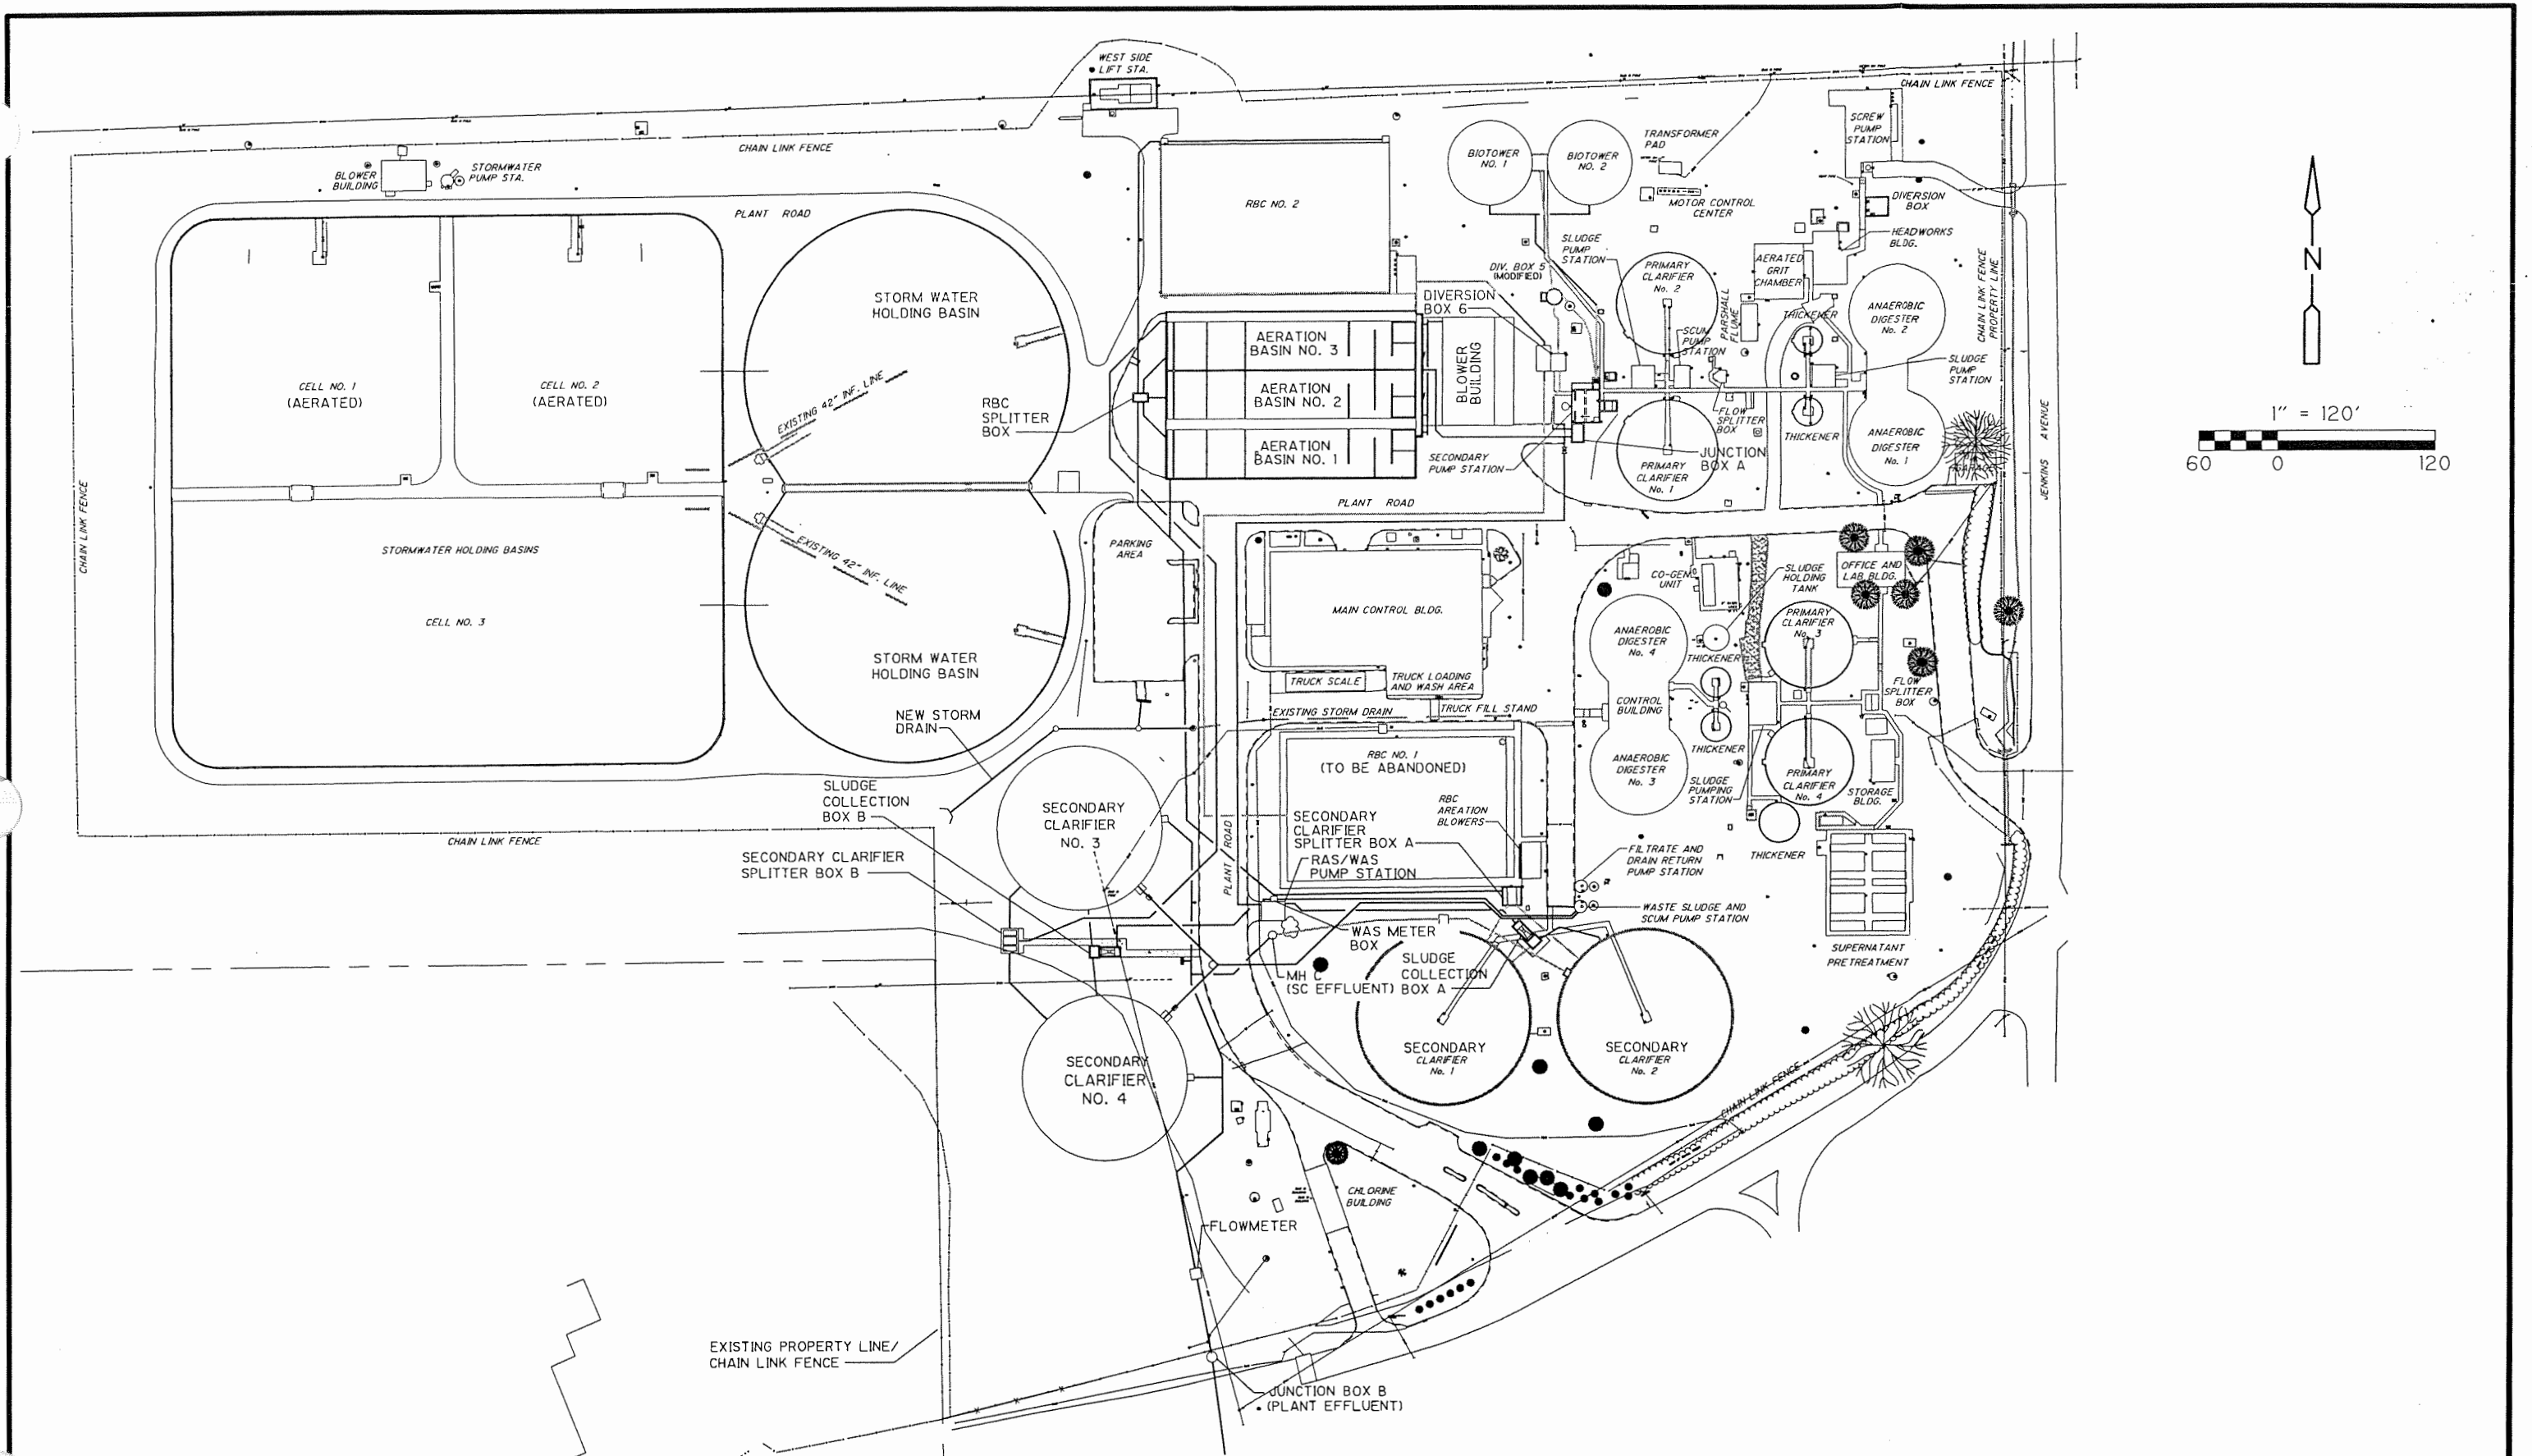 WEST SIDE
LIFT STA.
CHAIN LINK FENCE
CHAIN LINK FENCE
BLOWER
BUILDING
STORMWATER
PUMP STA.
PLANT ROAD
RBC NO. 2
BIOTOWER
NO. 1
BIOTOWER
NO. 2
TRANSFORMER
PAD
MOTOR CONTROL
CENTER
SCREW
PUMP
STATION
DIVERSION
BOX
HEADWORKS
BLDG.
SLUDGE
PUMP
STATION
DIV. BOX 5
(MODIFIED)
DIVERSION
BOX 6
PRIMARY
CLARIFIER
No. 2
AERATED
GRIT
CHAMBER
PARSHALL
FLUME
THICKENER
SCUM
PUMP
STATION
ANAEROBIC
DIGESTER
No. 2
SLUDGE
PUMP
STATION
CHAIN LINK FENCE
PROPERTY LINE
JENKINS AVENUE
N
1" = 120'
60 0 120
CELL NO. 1
(AERATED)
CELL NO. 2
(AERATED)
STORM WATER
HOLDING BASIN
EXISTING 42" INF. LINE
RBC
SPLITTER
BOX
AERATION
BASIN NO. 3
AERATION
BASIN NO. 2
AERATION
BASIN NO. 1
BLOWER
BUILDING
SECONDARY
PUMP STATION
FLOW
SPLITTER
BOX
JUNCTION
BOX A
PRIMARY
CLARIFIER
No. 1
THICKENER
ANAEROBIC
DIGESTER
No. 1
PLANT ROAD
CHAIN LINK FENCE
STORMWATER HOLDING BASINS
CELL NO. 3
EXISTING 42" INF. LINE
STORM WATER
HOLDING BASIN
PARKING
AREA
MAIN CONTROL BLDG.
TRUCK SCALE
TRUCK LOADING
AND WASH AREA
EXISTING STORM DRAIN
TRUCK FILL STAND
CO-GEN.
UNIT
SLUDGE
HOLDING
TANK
OFFICE AND
LAB BLDG.
ANAEROBIC
DIGESTER
No. 4
THICKENER
PRIMARY
CLARIFIER
No. 3
CONTROL
BUILDING
FLOW
SPLITTER
BOX
THICKENER
ANAEROBIC
DIGESTER
No. 3
SLUDGE
PUMPING
STATION
PRIMARY
CLARIFIER
No. 4
STORAGE
BLDG.
THICKENER
NEW STORM
DRAIN
SLUDGE
COLLECTION
BOX B
CHAIN LINK FENCE
SECONDARY CLARIFIER
SPLITTER BOX B
SECONDARY
CLARIFIER
NO. 3
PLANT ROAD
RBC NO. 1
(TO BE ABANDONED)
RBC
AREATION
BLOWERS
SECONDARY
CLARIFIER
SPLITTER BOX A
RAS/WAS
PUMP STATION
FILTRATE AND
DRAIN RETURN
PUMP STATION
WASTE SLUDGE AND
SCUM PUMP STATION
SUPERNATANT
PRETREATMENT
WAS METER
BOX
SLUDGE
COLLECTION
BOX A
MH C
(SC EFFLUENT)
SECONDARY
CLARIFIER
No. 1
SECONDARY
CLARIFIER
No. 2
SECONDARY
CLARIFIER
NO. 4
CHAIN LINK FENCE
CHLORINE
BUILDING
FLOWMETER
EXISTING PROPERTY LINE/
CHAIN LINK FENCE
JUNCTION BOX B
(PLANT EFFLUENT)